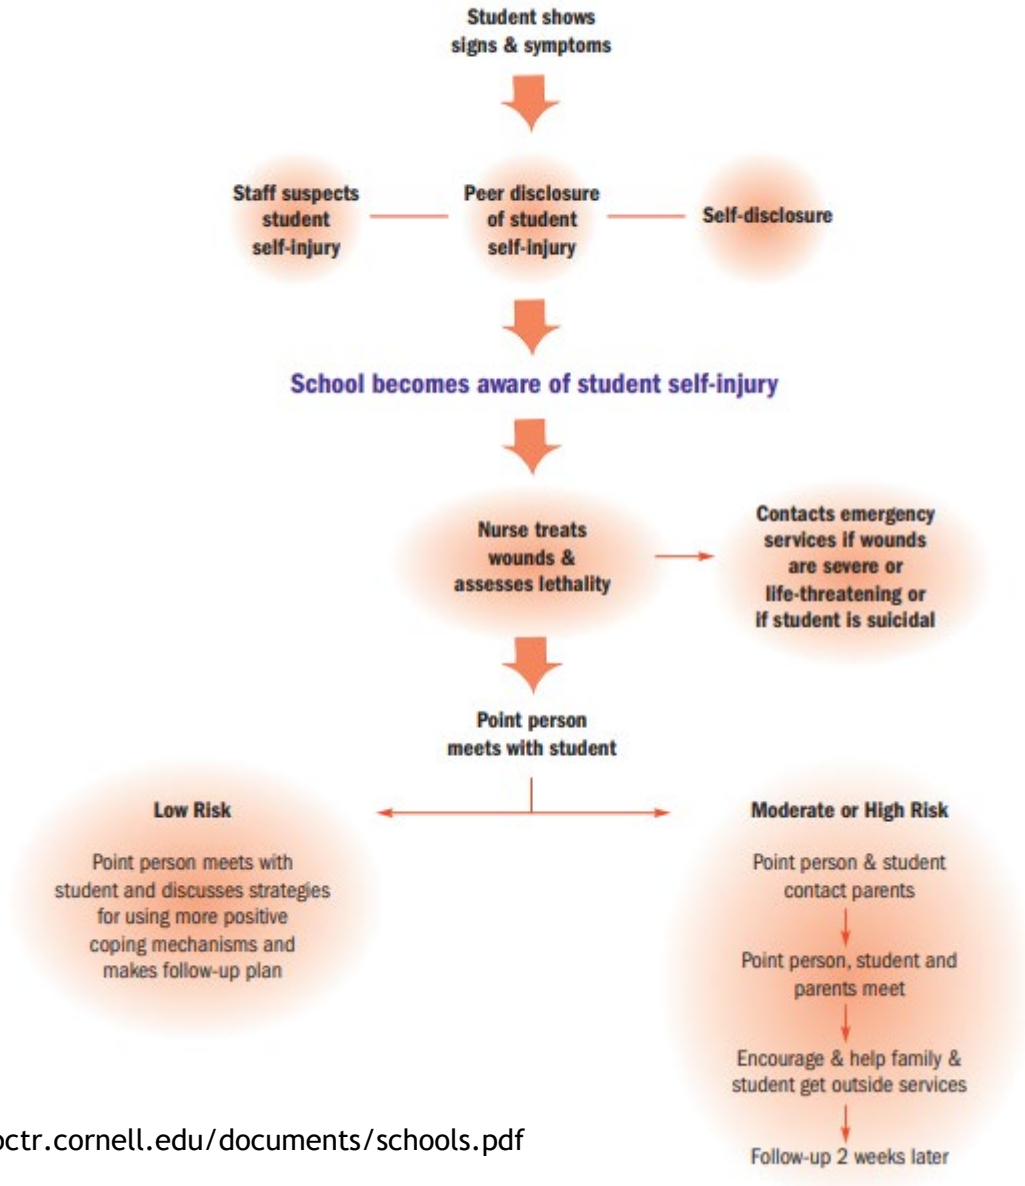 Student shows
signs & symptoms
Staff suspects
student
self-injury
Peer disclosure
of student
self-injury
Self-disclosure
School becomes aware of student self-injury
Nurse treats
wounds &
assesses lethality
Contacts emergency
services if wounds
are severe or
life-threatening or
if student is suicidal
Point person
meets with student
Low Risk
Point person meets with
student and discusses strategies
for using more positive
coping mechanisms and
makes follow-up plan
Moderate or High Risk
Point person & student
contact parents
Point person, student and
parents meet
Encourage & help family &
student get outside services
Follow-up 2 weeks later
octr.cornell.edu/documents/schools.pdf